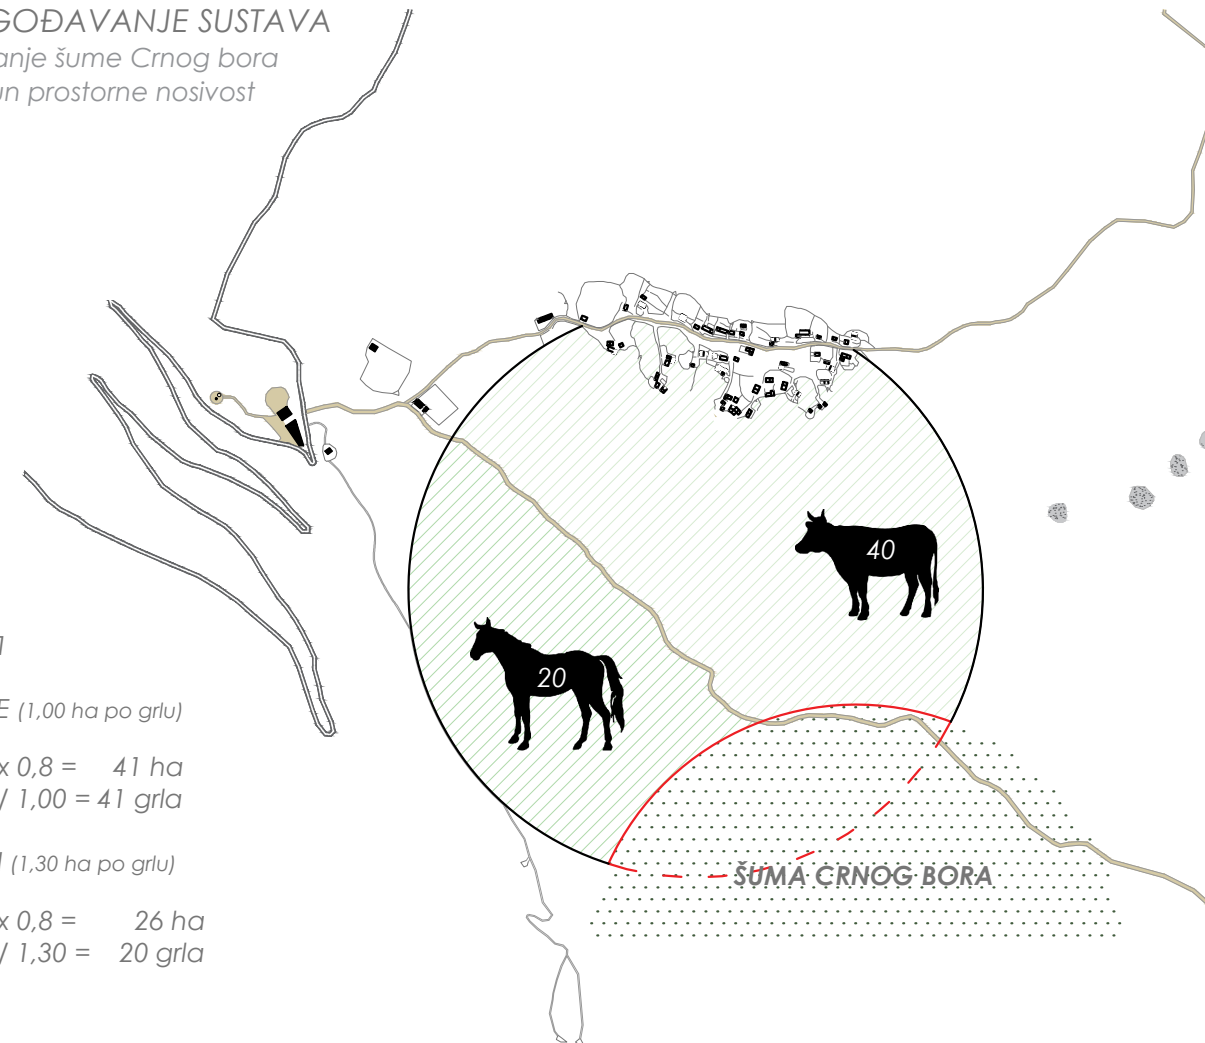 GOĐAVANJE SUSTAVA
anje šume Crnog bora
un prostorne nosivost
40
20
E (1,00 ha po grlu)
x 0,8 = 41 ha
/ 1,00 = 41 grla
(1,30 ha po grlu)
x 0,8 = 26 ha
/ 1,30 = 20 grla
ŠUMA CRNOG BORA